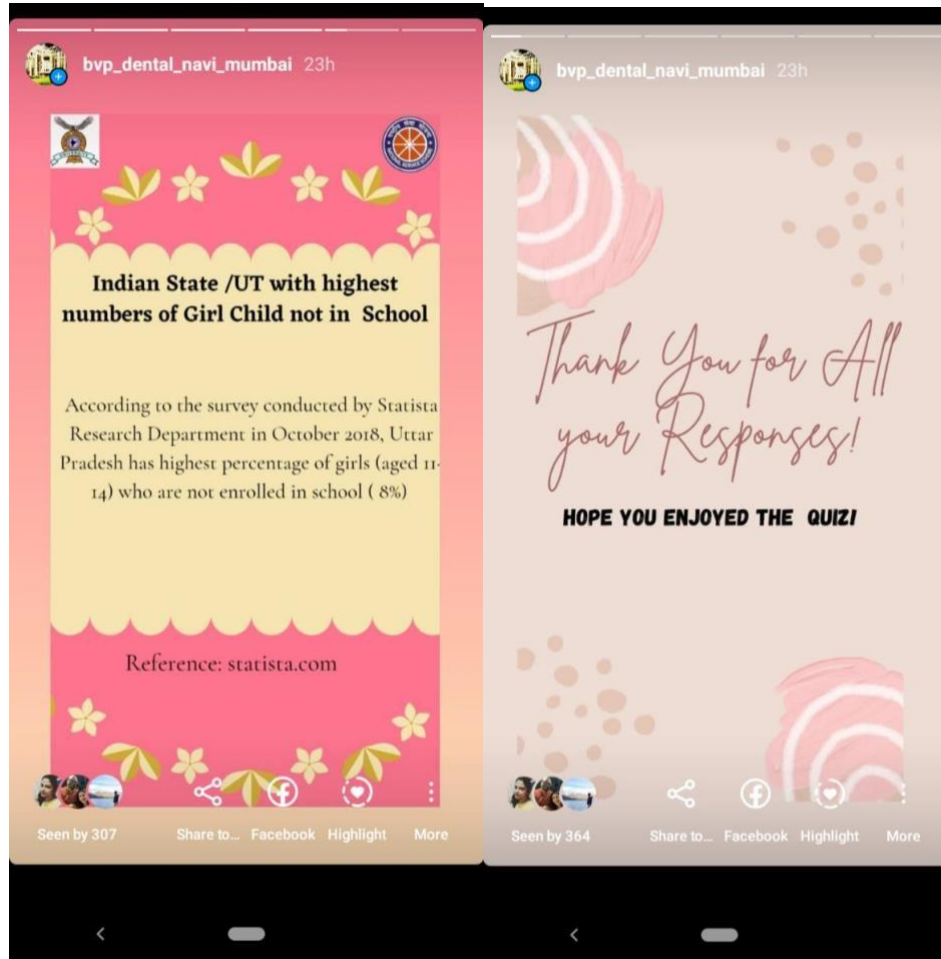 bvp_dental_navi_mumbai 23h
Indian State /UT with highest
numbers of Girl Child not in School
According to the survey conducted by Statista
Research Department in October 2018, Uttar
Pradesh has highest percentage of girls (aged 11-
14) who are not enrolled in school ( 8%)
Reference: statista.com
Seen by 307
Share to...
Facebook
Highlight
More
bvp_dental_navi_mumbai 23h
Thank You for All
your Responses!
HOPE YOU ENJOYED THE QUIZ!
Seen by 364
Share to...
Facebook
Highlight
More